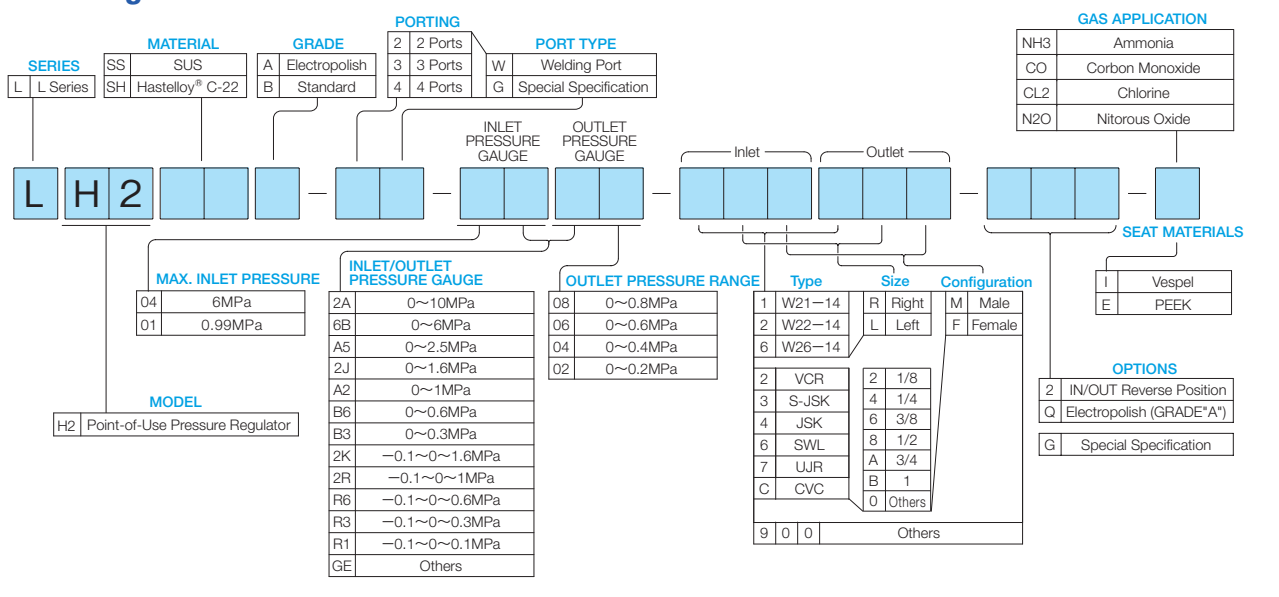 PORTING
2 2 Ports
3 3 Ports
4 4 Ports
GAS APPLICATION
NH3 Ammonia
CO Corbon Monoxide
CL2 Chlorine
N2O Nitorous Oxide
MATERIAL
SS SUS
SH Hastelloy® C-22
GRADE
A Electropolish
B Standard
PORT TYPE
W Welding Port
G Special Specification
SERIES
L L Series
INLET
PRESSURE
GAUGE
OUTLET
PRESSURE
GAUGE
Inlet
Outlet
L H 2 — — — — —
SEAT MATERIALS
I Vespel
E PEEK
MAX. INLET PRESSURE
04 6MPa
01 0.99MPa
INLET/OUTLET
PRESSURE GAUGE
2A 0～10MPa
6B 0～6MPa
A5 0～2.5MPa
2J 0～1.6MPa
A2 0～1MPa
B6 0～0.6MPa
B3 0～0.3MPa
2K －0.1～0～1.6MPa
2R －0.1～0～1MPa
R6 －0.1～0～0.6MPa
R3 －0.1～0～0.3MPa
R1 －0.1～0～0.1MPa
GE Others
OUTLET PRESSURE RANGE
08 0～0.8MPa
06 0～0.6MPa
04 0～0.4MPa
02 0～0.2MPa
Type
1 W21－14
2 W22－14
6 W26－14
2 VCR
3 S-JSK
4 JSK
6 SWL
7 UJR
C CVC
Size
R Right
L Left
2 1/8
4 1/4
6 3/8
8 1/2
A 3/4
B 1
0 Others
Configuration
M Male
F Female
9 0 0 Others
MODEL
H2 Point-of-Use Pressure Regulator
OPTIONS
2 IN/OUT Reverse Position
Q Electropolish (GRADE"A")
G Special Specification